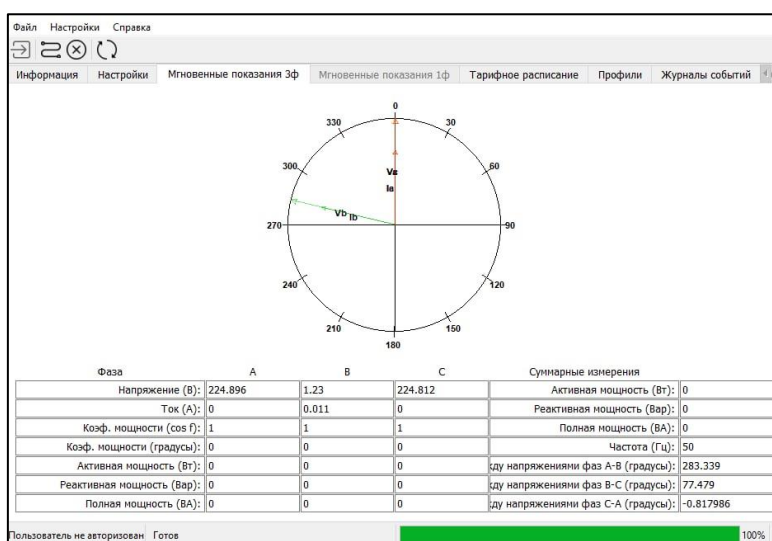 Файл Настройки Справка
Информация Настройки Мгновенные показания 3ф Мгновенные показания 1ф Тарифное расписание Профили Журналы событий
0
330 30
300 60
Va
Ia
Vb Ib
270 90
240 120
210 150
180
Фаза A B C Суммарные измерения
Напряжение (В): 224.896 1.23 224.812 Активная мощность (Вт): 0
Ток (А): 0 0.011 0 Реактивная мощность (Вар): 0
Коэф. мощности (cos f): 1 1 1 Полная мощность (ВА): 0
Коэф. мощности (градусы): 0 0 0 Частота (Гц): 50
Активная мощность (Вт): 0 0 0 ду напряжениями фаз A-B (градусы): 283.339
Реактивная мощность (Вар): 0 0 0 ду напряжениями фаз B-C (градусы): 77.479
Полная мощность (ВА): 0 0 0 ду напряжениями фаз C-A (градусы): -0.817986
Пользователь не авторизован Готов 100%